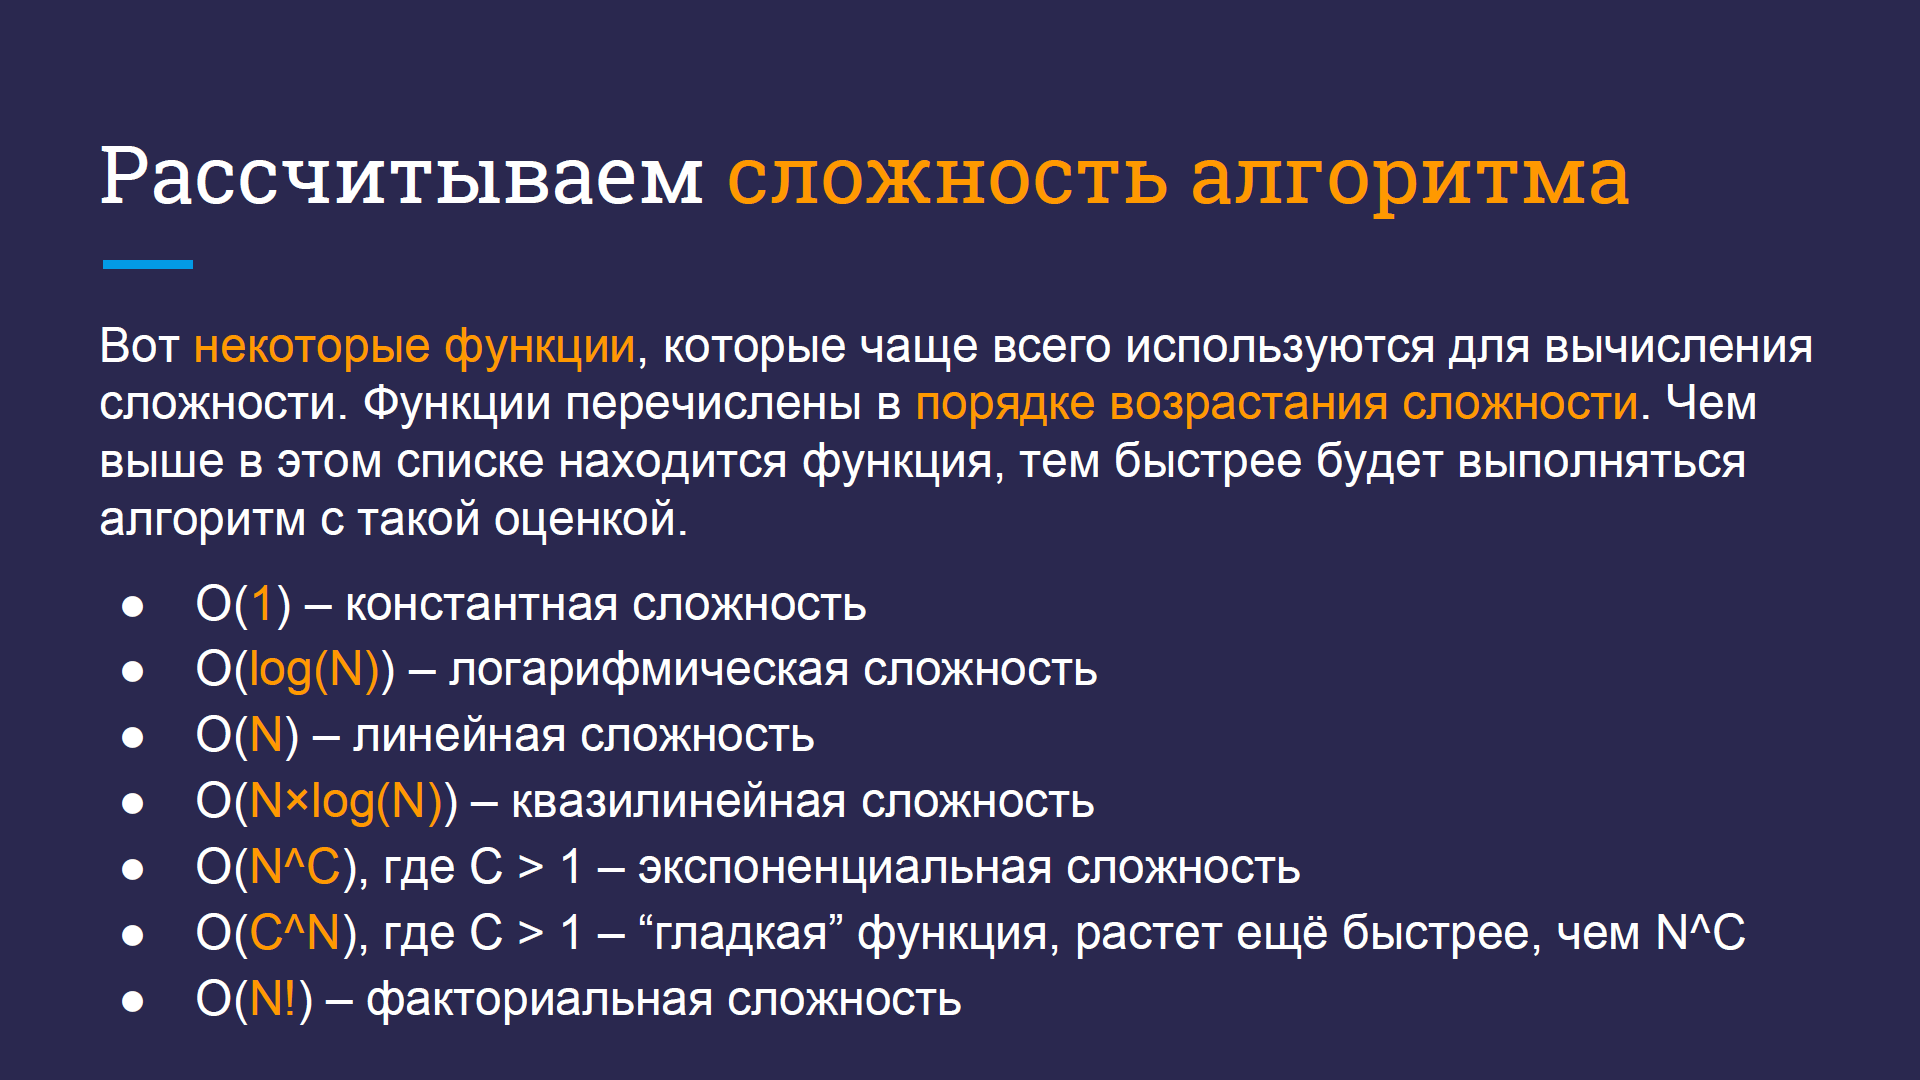 Рассчитываем сложность алгоритма
Вот некоторые функции, которые чаще всего используются для вычисления
сложности. Функции перечислены в порядке возрастания сложности. Чем
выше в этом списке находится функция, тем быстрее будет выполняться
алгоритм с такой оценкой.
● O(1) – константная сложность
● O(log(N)) – логарифмическая сложность
● O(N) – линейная сложность
● O(N×log(N)) – квазилинейная сложность
● O(N^C), где C > 1 – экспоненциальная сложность
● O(C^N), где C > 1 – “гладкая” функция, растет ещё быстрее, чем N^C
● O(N!) – факториальная сложность